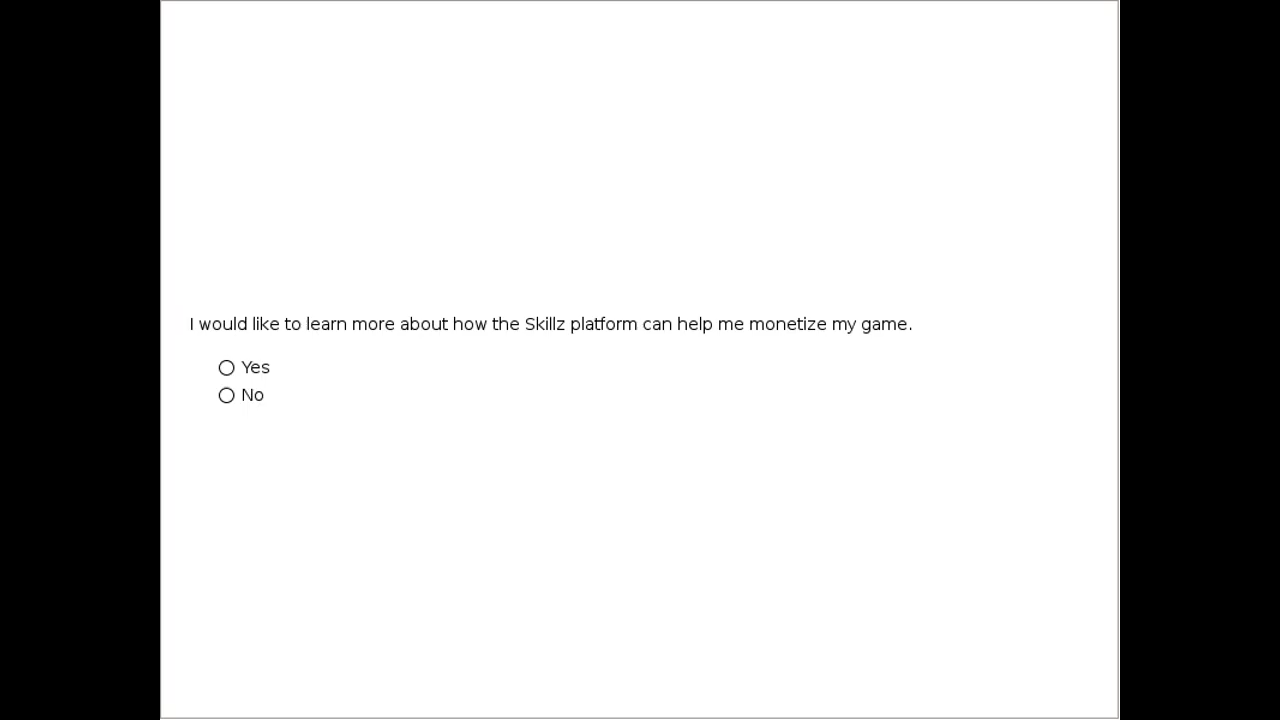 I would like to learn more about how the Skillz platform can help me monetize my game.
Yes
No